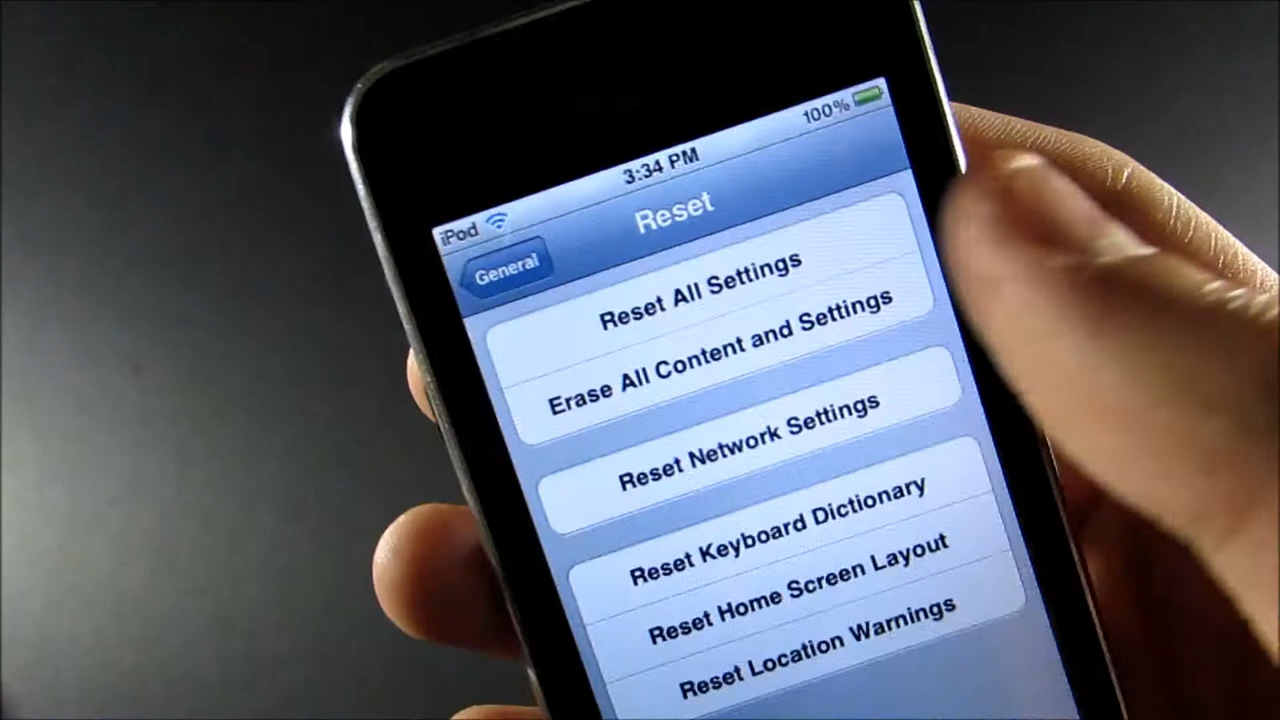 iPod 3:34 PM 100%
General Reset
Reset All Settings
Erase All Content and Settings
Reset Network Settings
Reset Keyboard Dictionary
Reset Home Screen Layout
Reset Location Warnings